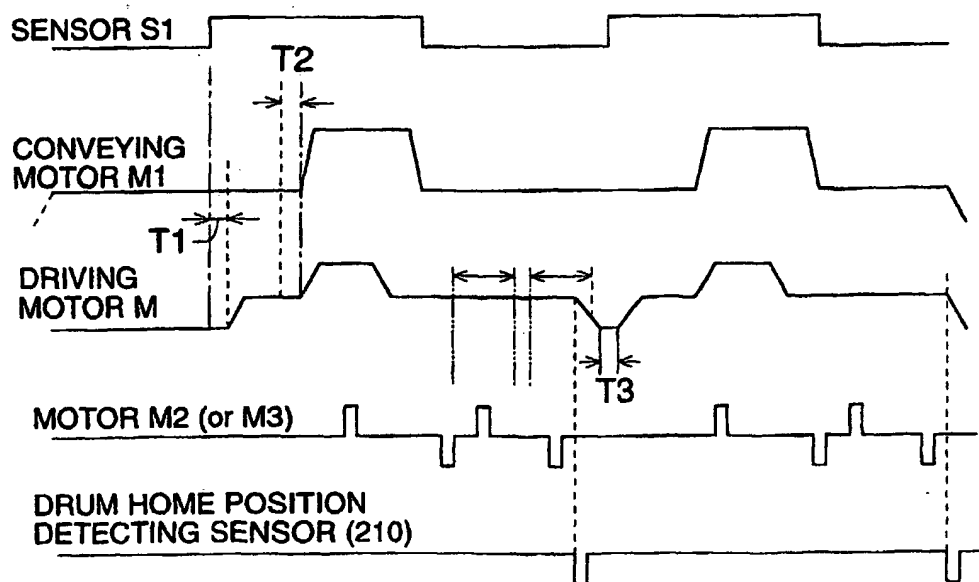 SENSOR S1
T2
CONVEYING
MOTOR M1
T1
DRIVING
MOTOR M
T3
MOTOR M2 (or M3)
DRUM HOME POSITION
DETECTING SENSOR (210)